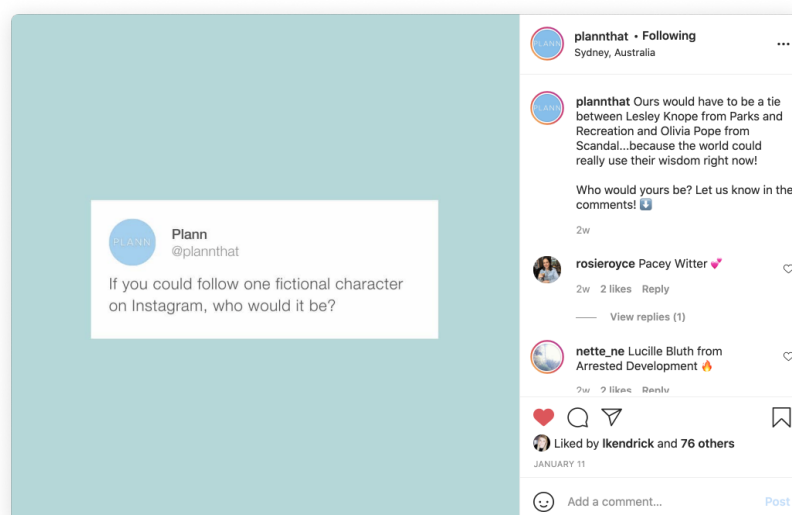 PLANN
Plann
@plannthat
If you could follow one fictional character
on Instagram, who would it be?
PLANN
plannthat • Following
Sydney, Australia
PLANN
plannthat Ours would have to be a tie
between Lesley Knope from Parks and
Recreation and Olivia Pope from
Scandal...because the world could
really use their wisdom right now!
Who would yours be? Let us know in the
comments! ⬇️
2w
rosieroyce Pacey Witter 💕
2w 2 likes Reply
View replies (1)
nette_ne Lucille Bluth from
Arrested Development 🔥
2w 2 likes Reply
Liked by lkendrick and 76 others
JANUARY 11
Add a comment...
Post